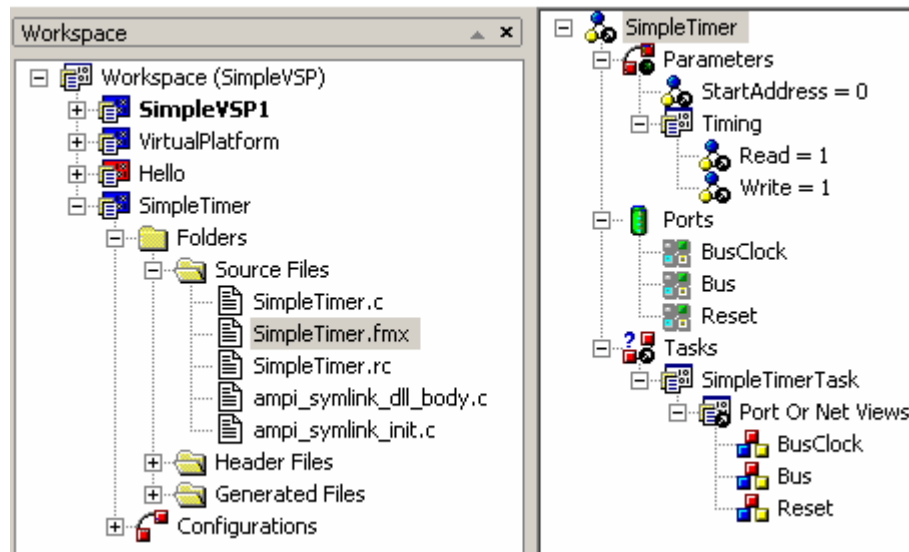 Workspace
Workspace (SimpleVSP)
SimpleVSP1
VirtualPlatform
Hello
SimpleTimer
Folders
Source Files
SimpleTimer.c
SimpleTimer.fmx
SimpleTimer.rc
ampi_symlink_dll_body.c
ampi_symlink_init.c
Header Files
Generated Files
Configurations
SimpleTimer
Parameters
StartAddress = 0
Timing
Read = 1
Write = 1
Ports
BusClock
Bus
Reset
Tasks
SimpleTimerTask
Port Or Net Views
BusClock
Bus
Reset